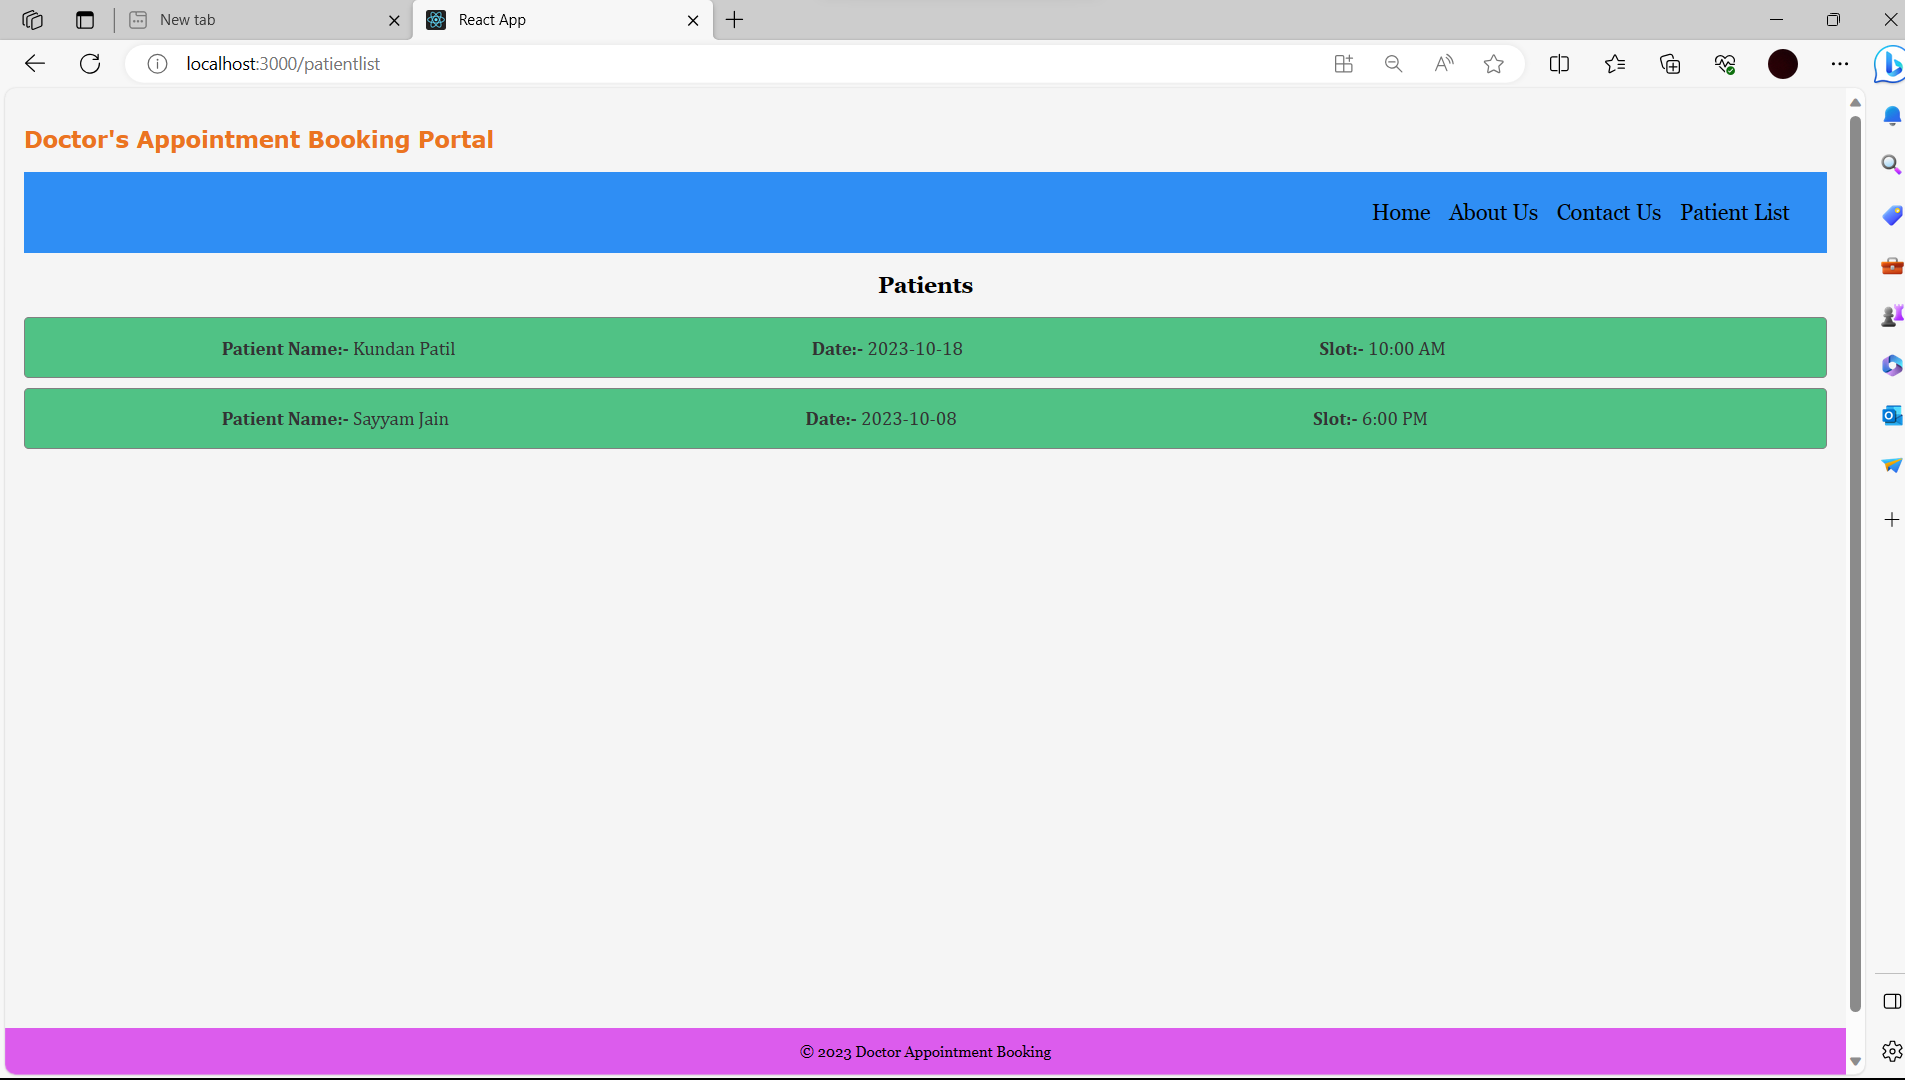 New tab
React App
localhost:3000/patientlist
Doctor's Appointment Booking Portal
Home About Us Contact Us Patient List
Patients
Patient Name:- Kundan Patil Date:- 2023-10-18 Slot:- 10:00 AM
Patient Name:- Sayyam Jain Date:- 2023-10-08 Slot:- 6:00 PM
© 2023 Doctor Appointment Booking